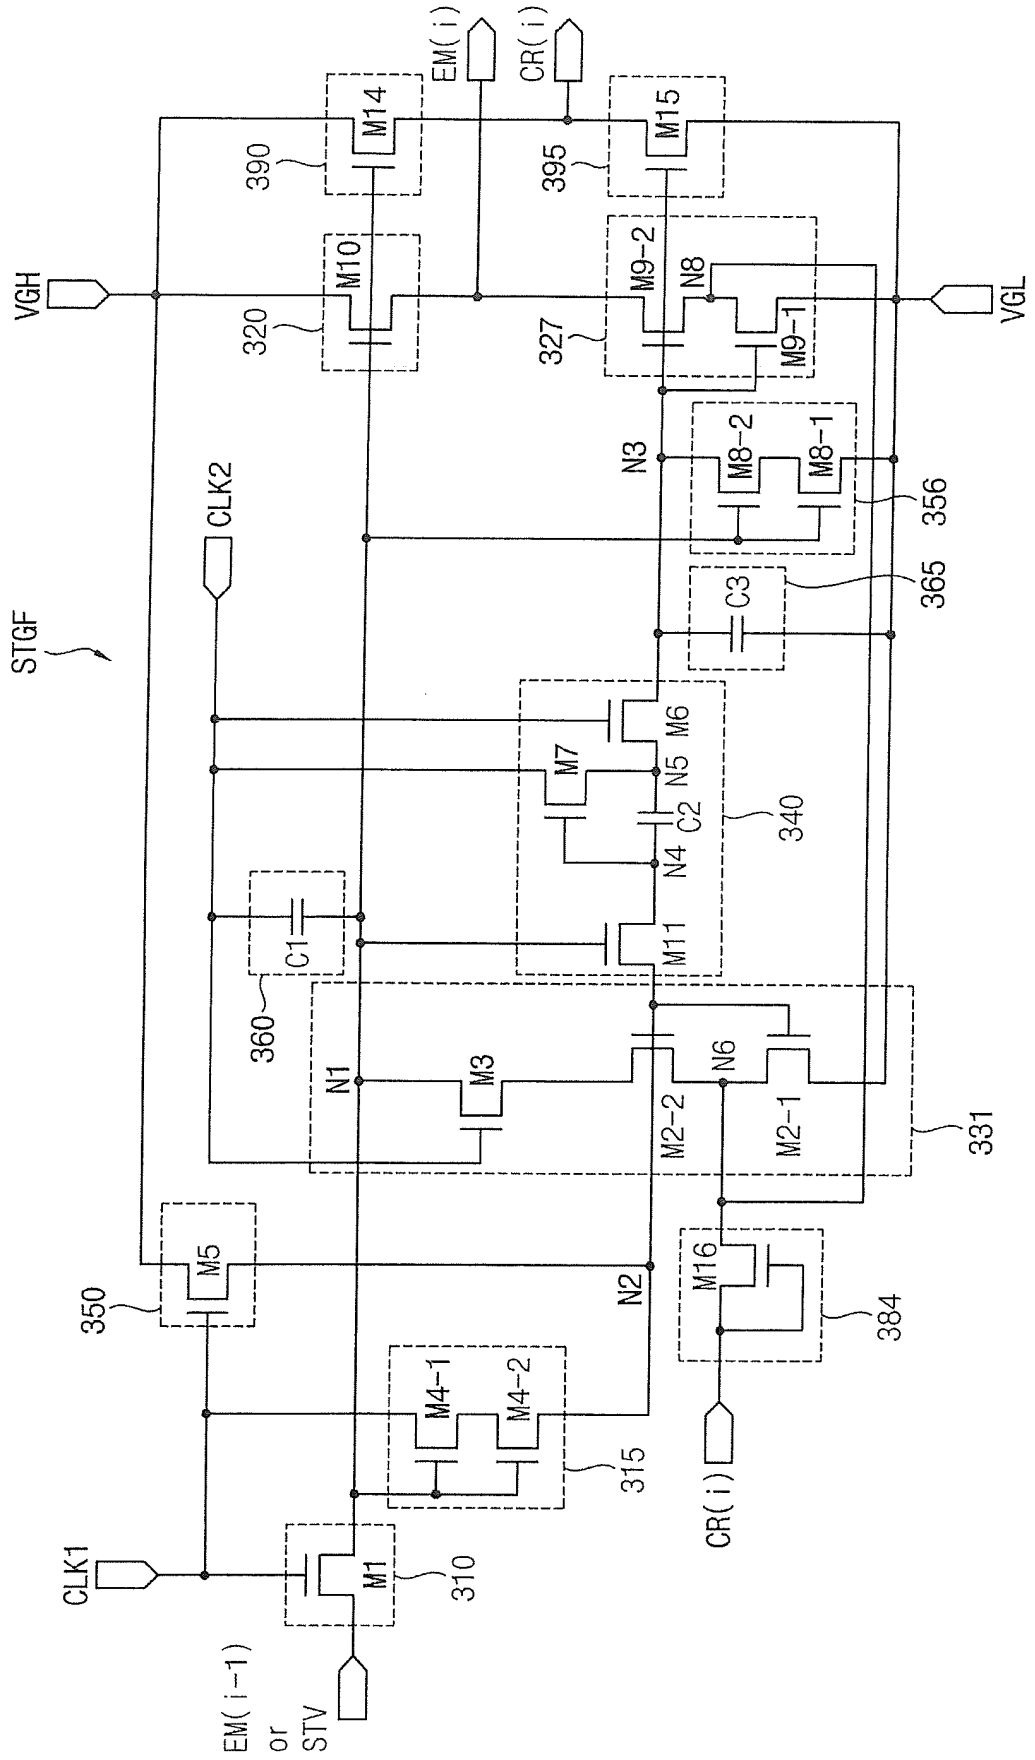 STGF
VGH
CLK2
CLK1
EM(i-1)
or
STV
EM(i)
CR(i)
390
M14
320
M10
360
C1
350
M5
310
M1
N1
M3
315
M4-1
M4-2
N2
M2-2
N6
M2-1
331
M11
N4
C2
N5
M7
M6
340
C3
365
N3
M8-2
M8-1
356
327
M9-2
N8
M9-1
395
M15
VGL
M16
384
CR(i)